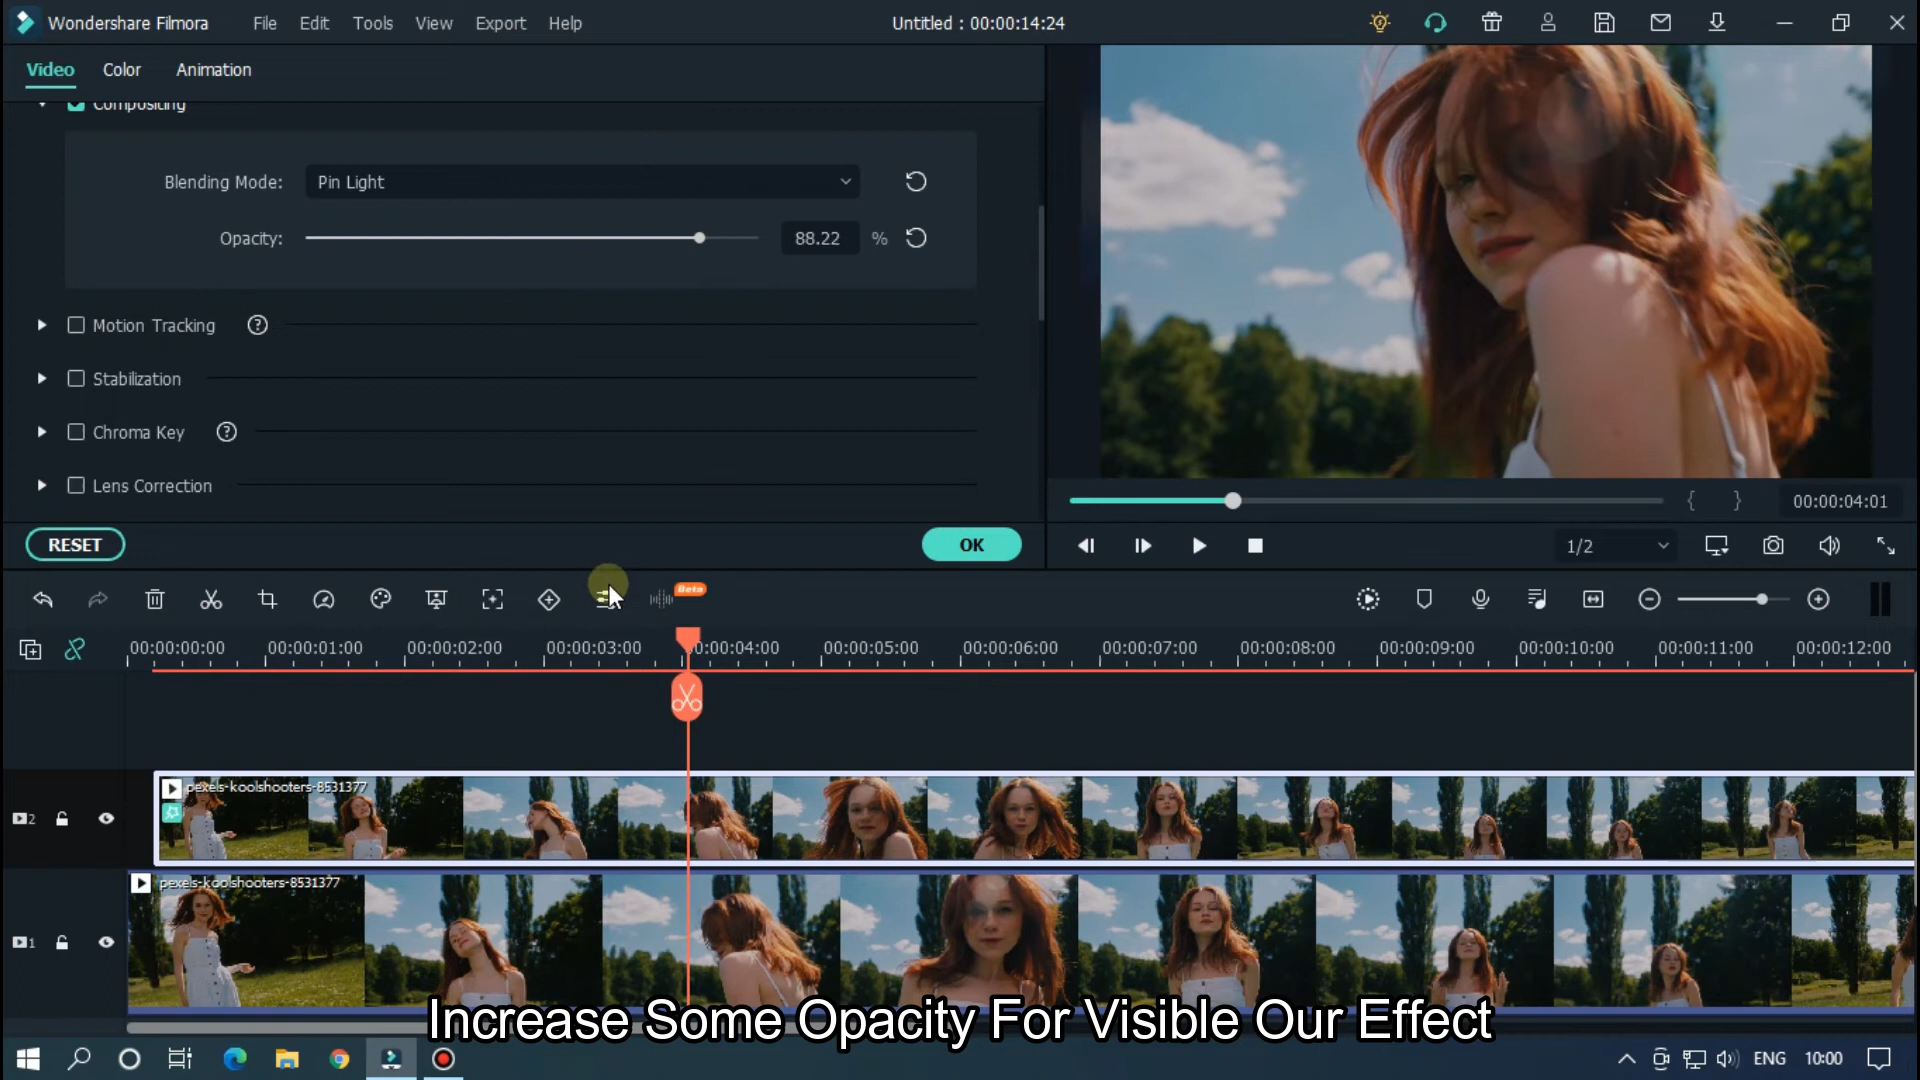 Wondershare Filmora File Edit Tools View Export Help Untitled : 00:00:14:24
Video Color Animation
Compositing
Blending Mode: Pin Light
Opacity: 88.22 %
Motion Tracking ?
Stabilization
Chroma Key ?
Lens Correction
RESET OK
{ } 00:00:04:01
1/2
Beta
00:00:00:00 00:00:01:00 00:00:02:00 00:00:03:00 00:00:04:00 00:00:05:00 00:00:06:00 00:00:07:00 00:00:08:00 00:00:09:00 00:00:10:00 00:00:11:00 00:00:12:00
pexels-koolshooters-8531377
2
pexels-koolshooters-8531377
1
Increase Some Opacity For Visible Our Effect
ENG 10:00